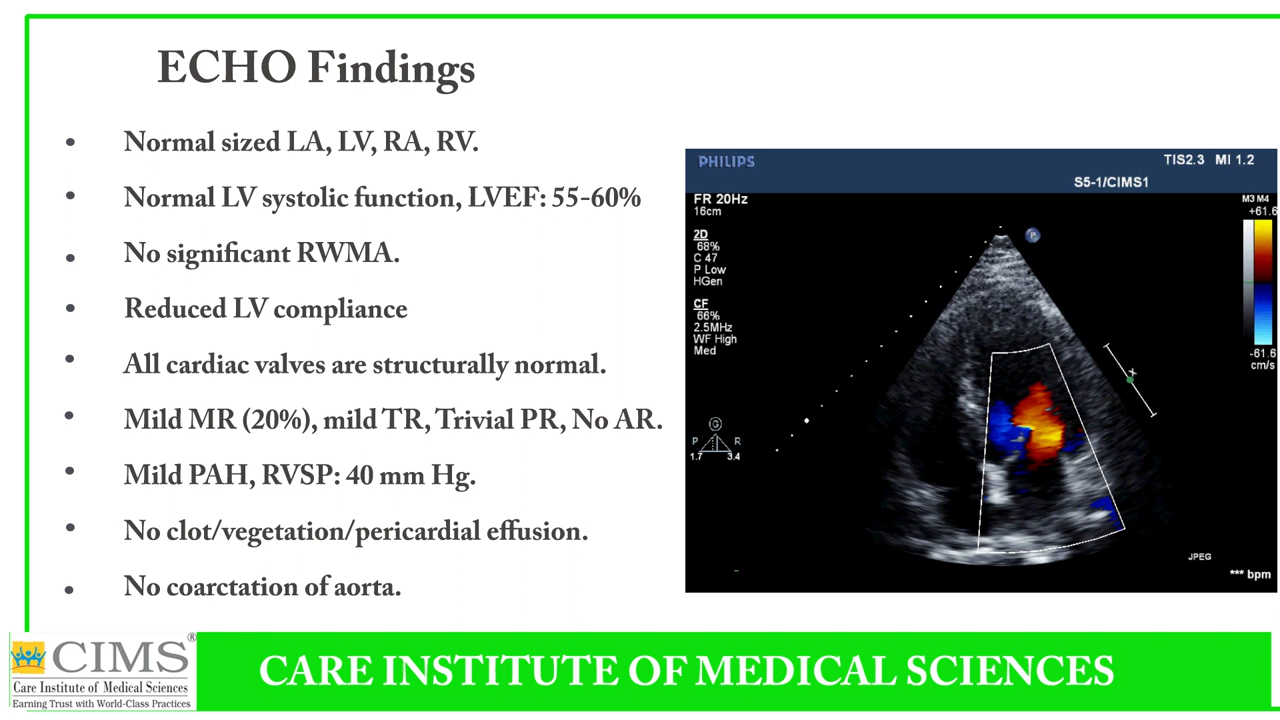 ECHO Findings
• Normal sized LA, LV, RA, RV.
• Normal LV systolic function, LVEF: 55-60%
• No significant RWMA.
• Reduced LV compliance
• All cardiac valves are structurally normal.
• Mild MR (20%), mild TR, Trivial PR, No AR.
• Mild PAH, RVSP: 40 mm Hg.
• No clot/vegetation/pericardial effusion.
• No coarctation of aorta.
PHILIPS
TIS2.3 MI 1.2
S5-1/CIMS1
FR 20Hz
16cm
2D
68%
C 47
P Low
HGen
CF
66%
2.5MHz
WF High
Med
M3 M4
+61.6
-61.6
cm/s
P
G
P R
1.7 3.4
x
JPEG
*** bpm
CIMS®
Care Institute of Medical Sciences
Earning Trust with World-Class Practices
CARE INSTITUTE OF MEDICAL SCIENCES